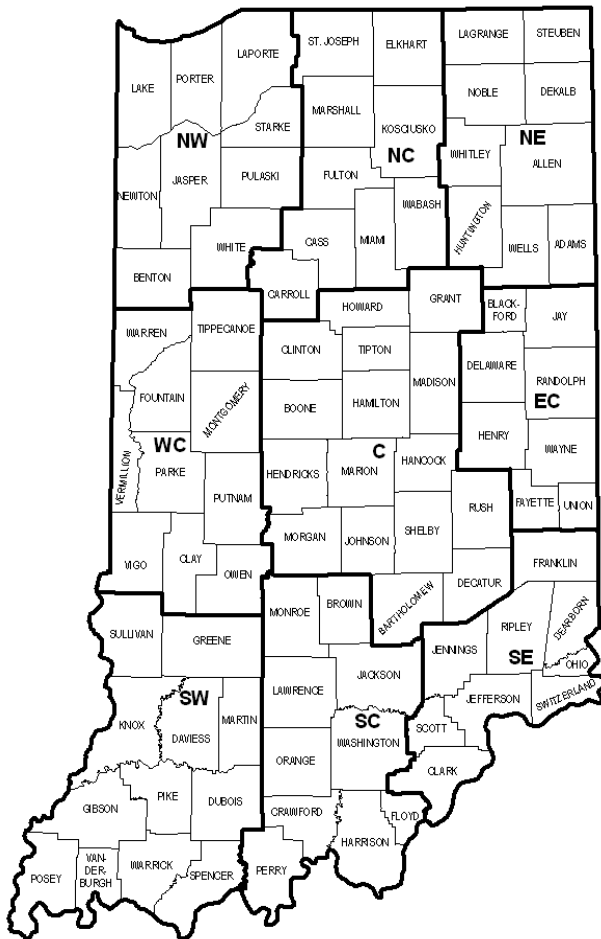 ST. JOSEPH
ELKHART
LAGRANGE
STEUBEN
LAPORTE
PORTER
LAKE
NOBLE
DEKALB
MARSHALL
STARKE
KOSCIUSKO
NW
NC
NE
WHITLEY
ALLEN
FULTON
PULASKI
JASPER
NEWTON
WABASH
HUNTINGTON
MIAMI
CASS
WHITE
WELLS
ADAMS
BENTON
CARROLL
GRANT
HOWARD
BLACK-
FORD
JAY
TIPPECANOE
WARREN
CLINTON
TIPTON
DELAWARE
MADISON
RANDOLPH
FOUNTAIN
MONTGOMERY
BOONE
HAMILTON
EC
HENRY
WAYNE
WC
C
HANCOCK
PARKE
VERMILLION
HENDRICKS
MARION
PUTNAM
RUSH
FAYETTE
UNION
MORGAN
JOHNSON
SHELBY
VIGO
CLAY
OWEN
FRANKLIN
DECATUR
BARTHOLOMEW
BROWN
MONROE
DEARBORN
RIPLEY
SULLIVAN
GREENE
JENNINGS
SE
OHIO
JACKSON
LAWRENCE
SW
SWITZERLAND
JEFFERSON
KNOX
MARTIN
DAVIESS
SC
SCOTT
WASHINGTON
ORANGE
CLARK
PIKE
DUBOIS
GIBSON
CRAWFORD
FLOYD
HARRISON
PERRY
POSEY
VAN-
DER-
BURGH
WARRICK
SPENCER